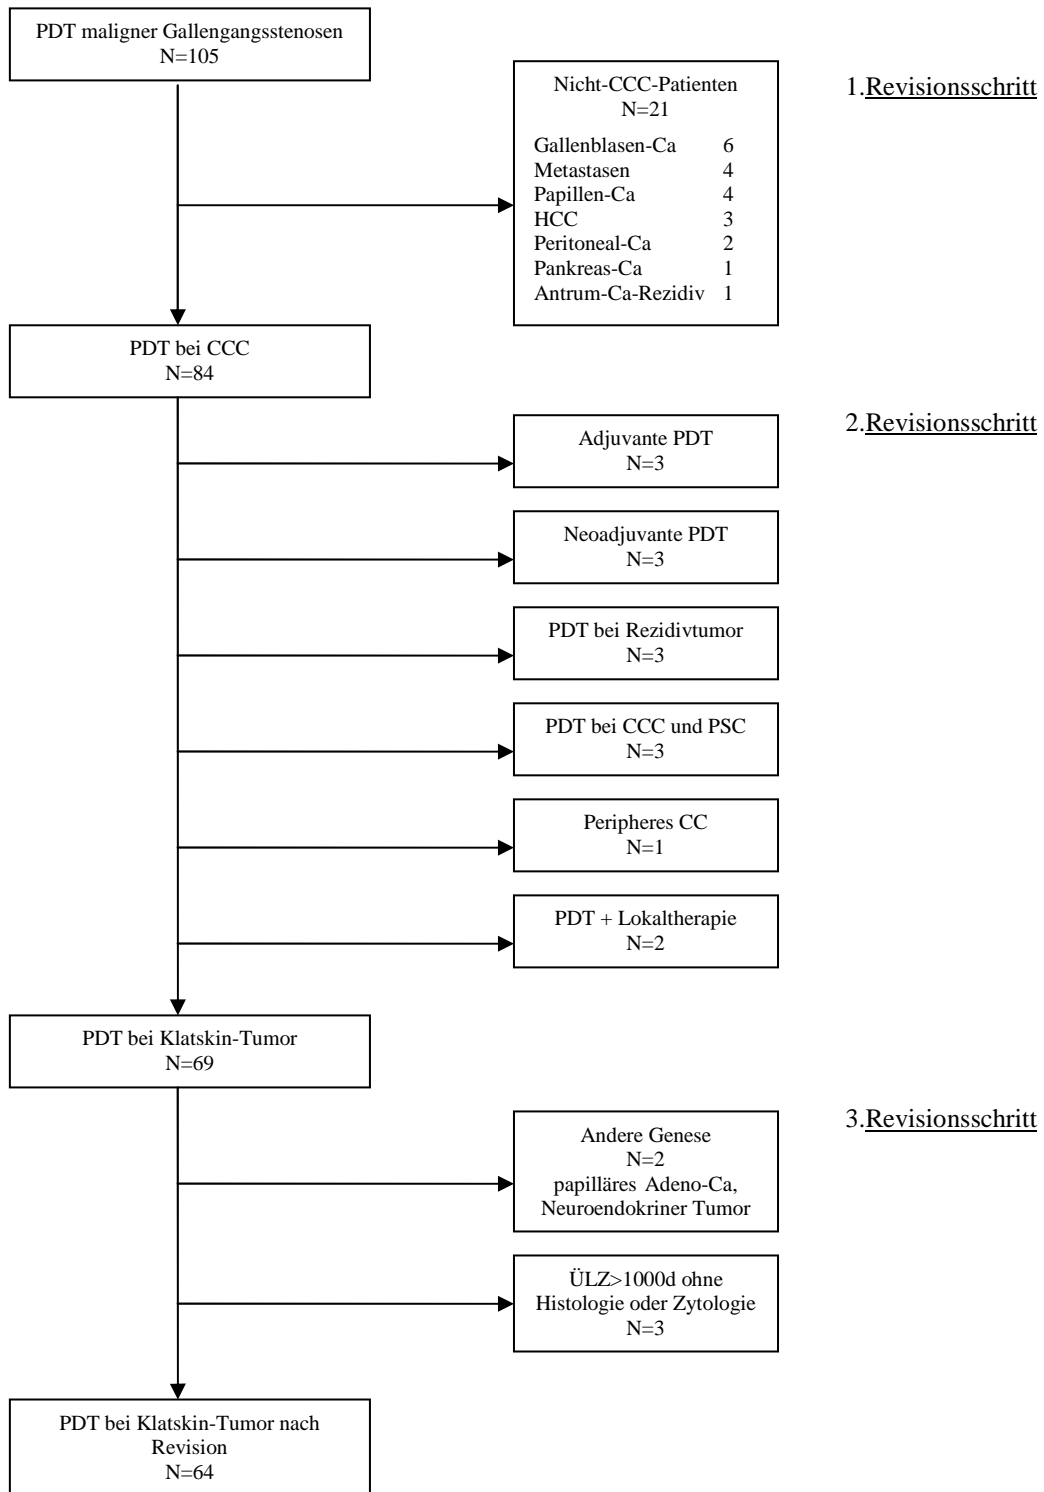 PDT maligner Gallengangsstenosen
N=105
1.Revisionsschritt
Nicht-CCC-Patienten
N=21
Gallenblasen-Ca 6
Metastasen 4
Papillen-Ca 4
HCC 3
Peritoneal-Ca 2
Pankreas-Ca 1
Antrum-Ca-Rezidiv 1
PDT bei CCC
N=84
2.Revisionsschritt
Adjuvante PDT
N=3
Neoadjuvante PDT
N=3
PDT bei Rezidivtumor
N=3
PDT bei CCC und PSC
N=3
Peripheres CC
N=1
PDT + Lokaltherapie
N=2
PDT bei Klatskin-Tumor
N=69
3.Revisionsschritt
Andere Genese
N=2
papilläres Adeno-Ca,
Neuroendokriner Tumor
ÜLZ>1000d ohne
Histologie oder Zytologie
N=3
PDT bei Klatskin-Tumor nach
Revision
N=64